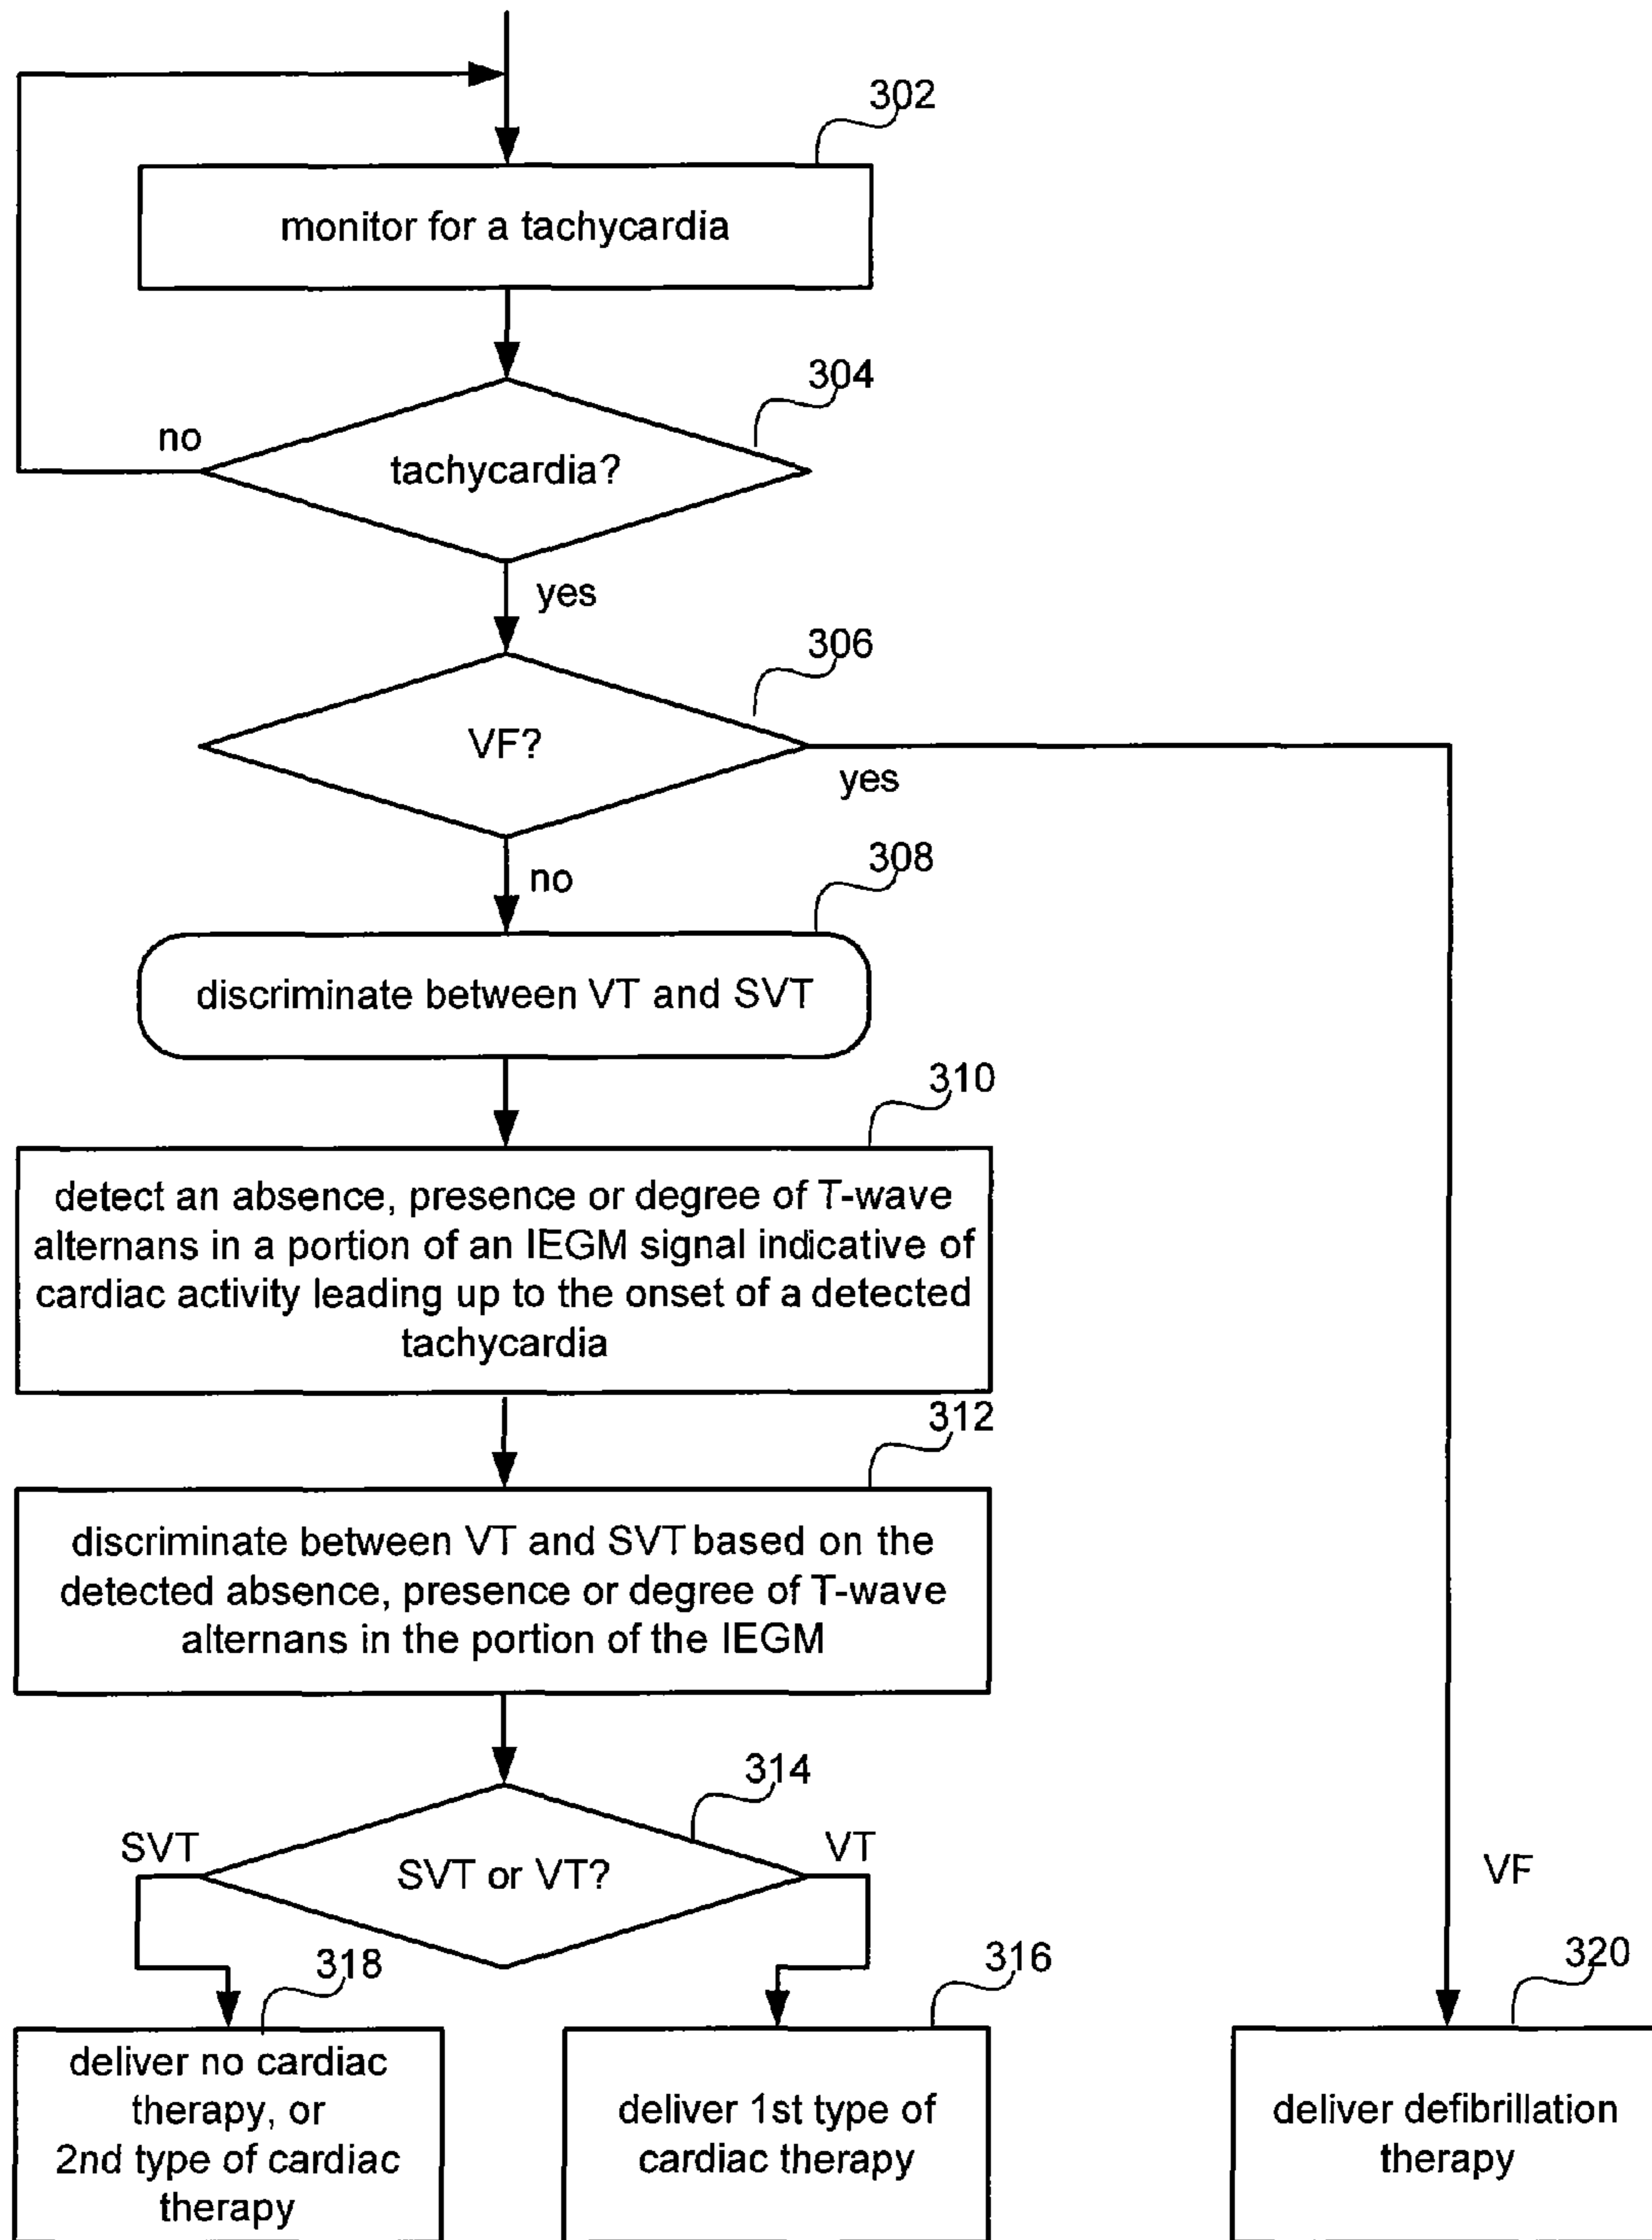 302
monitor for a tachycardia
304
no
tachycardia?
yes
306
VF?
yes
no
308
discriminate between VT and SVT
310
detect an absence, presence or degree of T-wave
alternans in a portion of an IEGM signal indicative of
cardiac activity leading up to the onset of a detected
tachycardia
312
discriminate between VT and SVT based on the
detected absence, presence or degree of T-wave
alternans in the portion of the IEGM
314
SVT
VT
SVT or VT?
VF
318
316
320
deliver no cardiac
therapy, or
2nd type of cardiac
therapy
deliver 1st type of
cardiac therapy
deliver defibrillation
therapy